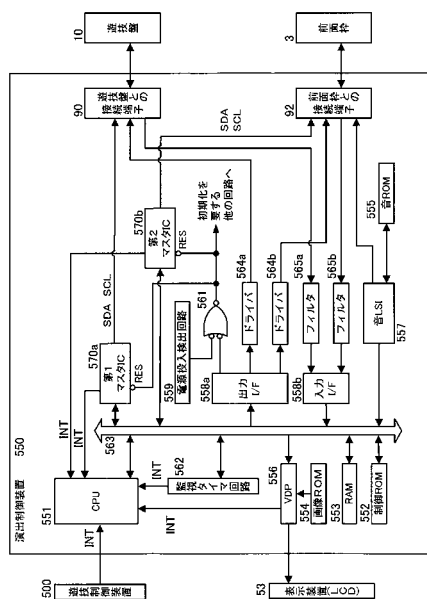 演出制御装置 550
500
遊技制御装置
INT
551
CPU
INT
INT
563
INT
562
監視タイマ回路
INT
556
VDP
554
画像ROM
553
RAM
552
制御ROM
53
表示装置(LCD)
570a
第1
マスタIC
RES
SDA SCL
559
電源投入検出回路
558a
出力
I/F
558b
入力
I/F
561
570b
第2
マスタIC
RES
初期化を
要する
他の回路へ
SDA
SCL
564a
ドライバ
564b
ドライバ
565a
フィルタ
565b
フィルタ
音LSI
557
555
音ROM
90
遊技盤との
接続端子
92
前面枠との
接続端子
10
遊技盤
3
前面枠